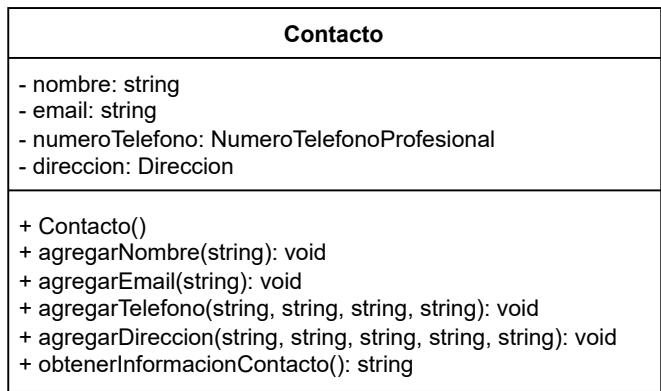 Contacto
- nombre: string
- email: string
- numeroTelefono: NumeroTelefonoProfesional
- direccion: Direccion
+ Contacto()
+ agregarNombre(string): void
+ agregarEmail(string): void
+ agregarTelefono(string, string, string, string): void
+ agregarDireccion(string, string, string, string, string): void
+ obtenerInformacionContacto(): string